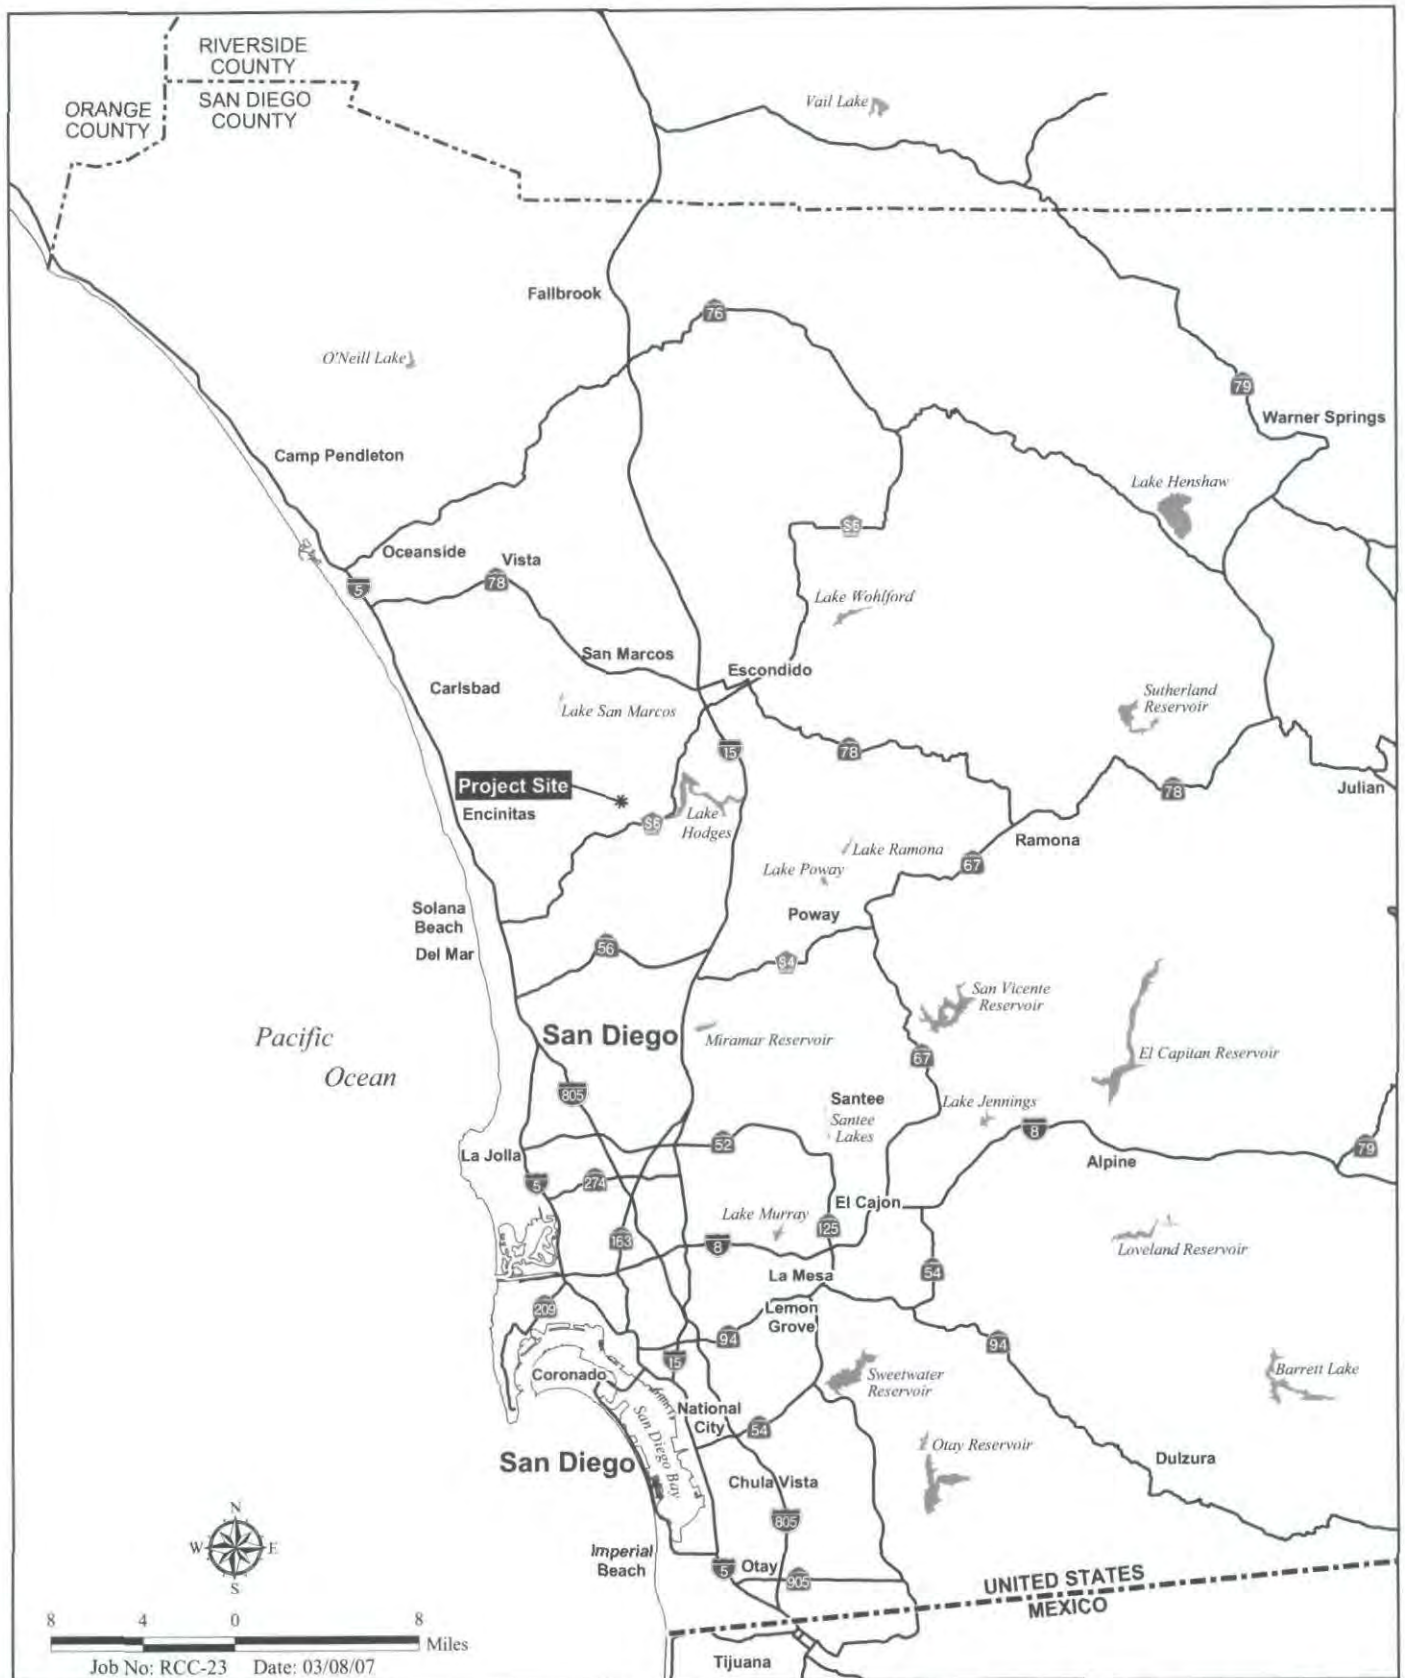 RIVERSIDE
COUNTY
ORANGE
COUNTY
SAN DIEGO
COUNTY
Vail Lake
Fallbrook
76
O'Neill Lake
79
Warner Springs
Camp Pendleton
Lake Henshaw
S6
Oceanside
Vista
5
78
Lake Wohlford
San Marcos
Escondido
Carlsbad
Lake San Marcos
Sutherland
Reservoir
15
78
Project Site
Encinitas
S6
Lake
Hodges
78
Julian
Ramona
Lake Ramona
67
Lake Poway
Solana
Beach
Poway
Del Mar
56
S4
San Vicente
Reservoir
Pacific
Ocean
San Diego
Miramar Reservoir
67
El Capitan Reservoir
805
Santee
Santee
Lakes
Lake Jennings
8
52
79
La Jolla
Alpine
5
274
El Cajon
Lake Murray
125
163
8
Loveland Reservoir
La Mesa
54
209
Lemon
Grove
94
94
15
Coronado
Sweetwater
Reservoir
Barrett Lake
National
City
San Diego Bay
54
Otay Reservoir
San Diego
Dulzura
Chula Vista
805
N
W
E
S
Imperial
Beach
5
Otay
905
UNITED STATES
MEXICO
8
4
0
8
Miles
Job No: RCC-23 Date: 03/08/07
Tijuana